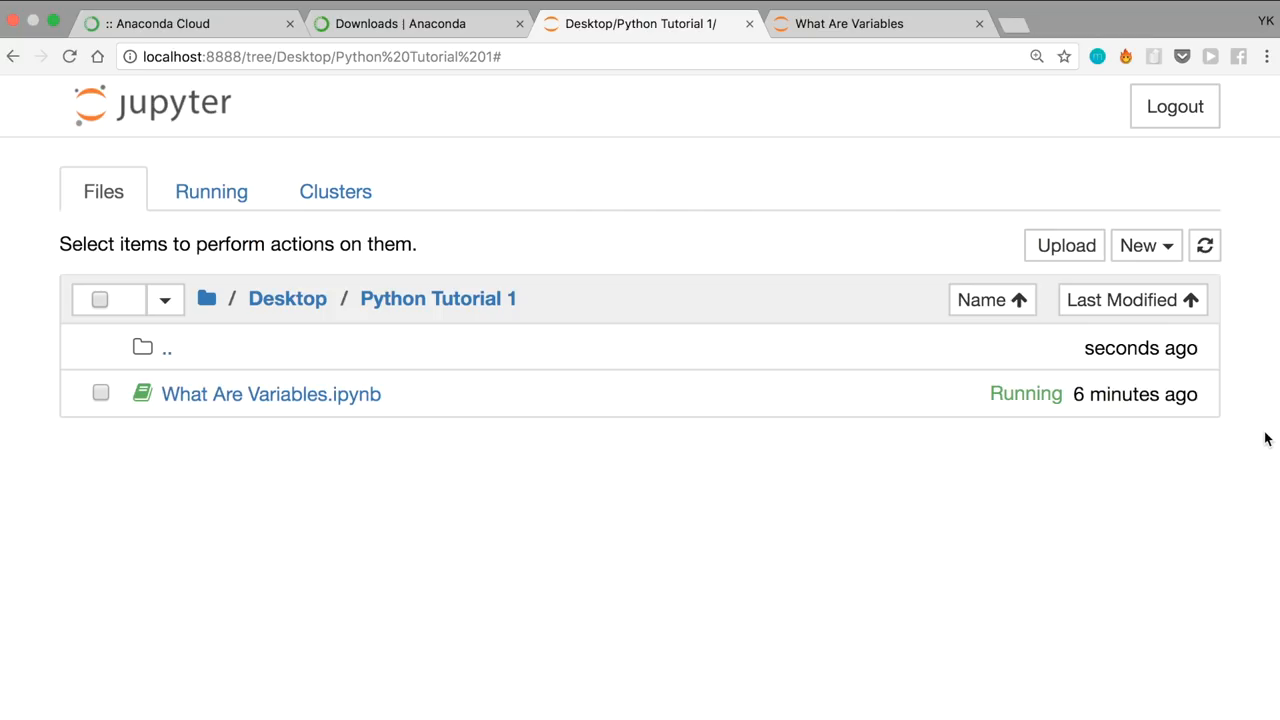 :: Anaconda Cloud
Downloads | Anaconda
Desktop/Python Tutorial 1/
What Are Variables
YK
localhost:8888/tree/Desktop/Python%20Tutorial%201#
jupyter
Logout
Files
Running
Clusters
Select items to perform actions on them.
Upload
New
/ Desktop / Python Tutorial 1
Name
Last Modified
..
seconds ago
What Are Variables.ipynb
Running
6 minutes ago